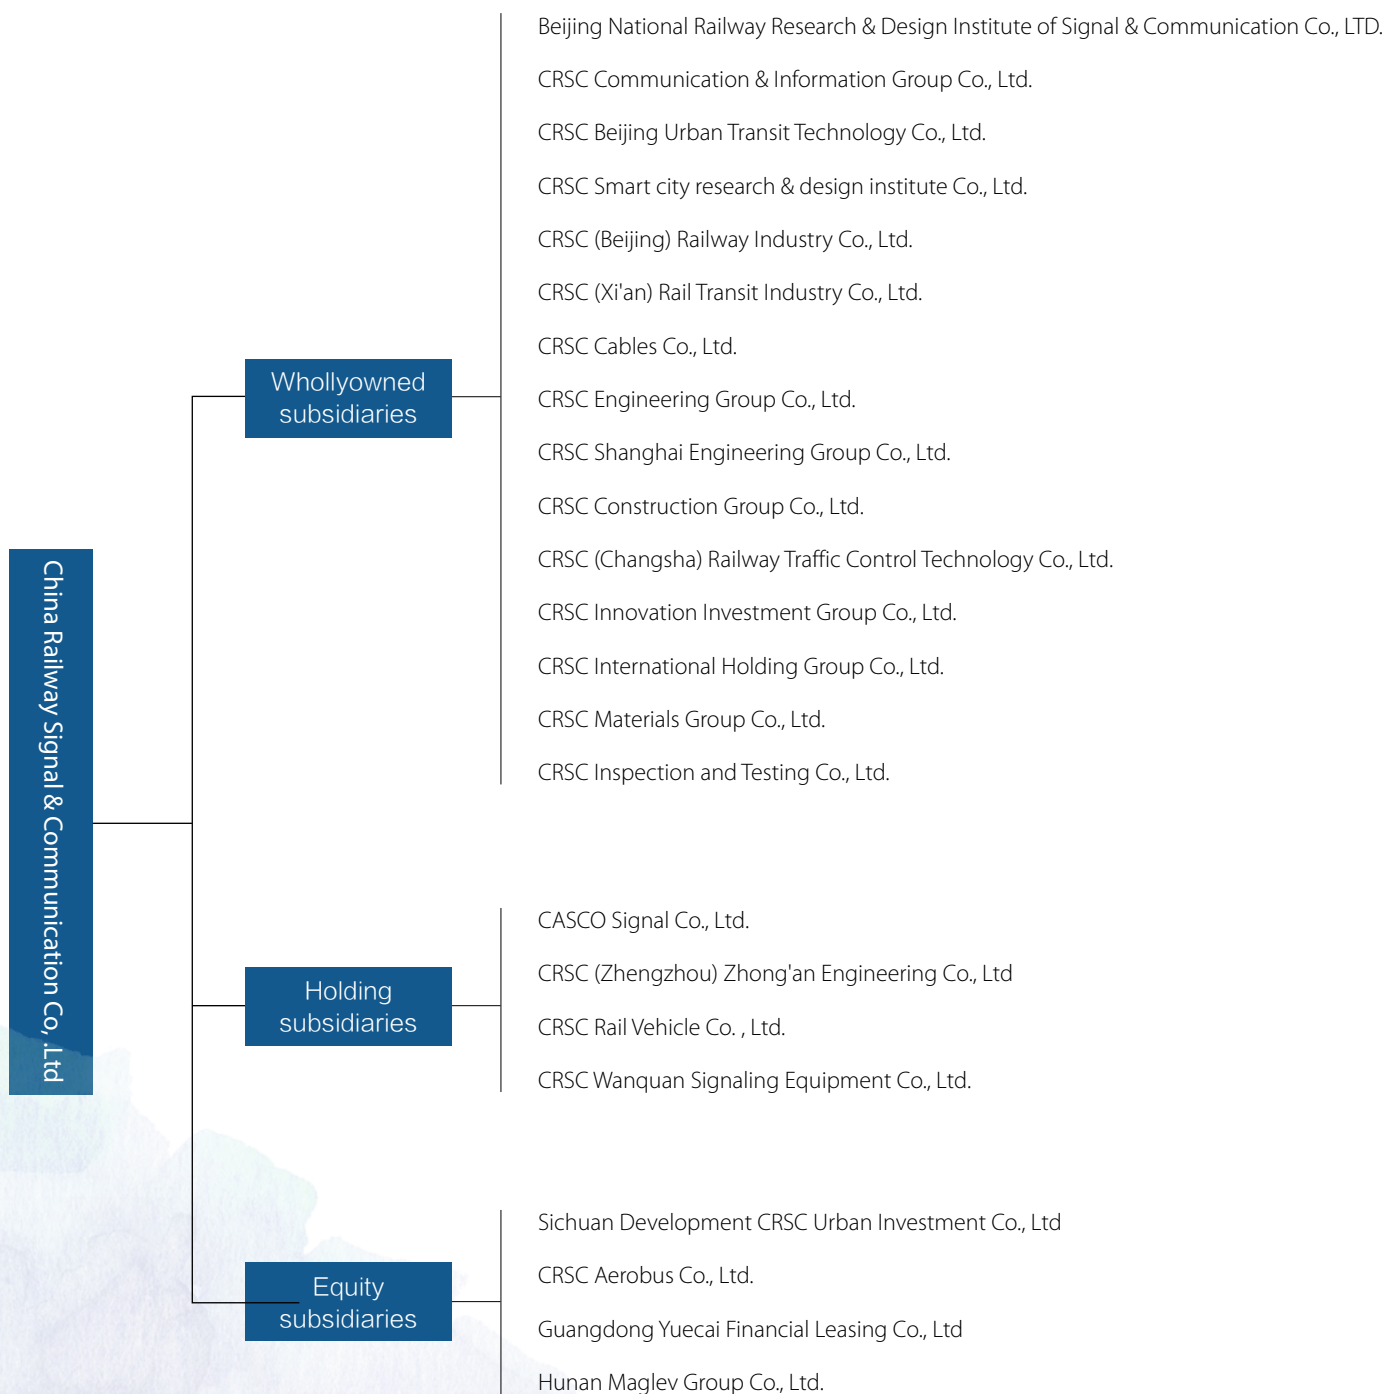 China Railway Signal & Communication Co, .Ltd
Whollyowned
subsidiaries
Beijing National Railway Research & Design Institute of Signal & Communication Co., LTD.
CRSC Communication & Information Group Co., Ltd.
CRSC Beijing Urban Transit Technology Co., Ltd.
CRSC Smart city research & design institute Co., Ltd.
CRSC (Beijing) Railway Industry Co., Ltd.
CRSC (Xi'an) Rail Transit Industry Co., Ltd.
CRSC Cables Co., Ltd.
CRSC Engineering Group Co., Ltd.
CRSC Shanghai Engineering Group Co., Ltd.
CRSC Construction Group Co., Ltd.
CRSC (Changsha) Railway Traffic Control Technology Co., Ltd.
CRSC Innovation Investment Group Co., Ltd.
CRSC International Holding Group Co., Ltd.
CRSC Materials Group Co., Ltd.
CRSC Inspection and Testing Co., Ltd.
Holding
subsidiaries
CASCO Signal Co., Ltd.
CRSC (Zhengzhou) Zhong'an Engineering Co., Ltd
CRSC Rail Vehicle Co. , Ltd.
CRSC Wanquan Signaling Equipment Co., Ltd.
Equity
subsidiaries
Sichuan Development CRSC Urban Investment Co., Ltd
CRSC Aerobus Co., Ltd.
Guangdong Yuecai Financial Leasing Co., Ltd
Hunan Maglev Group Co., Ltd.